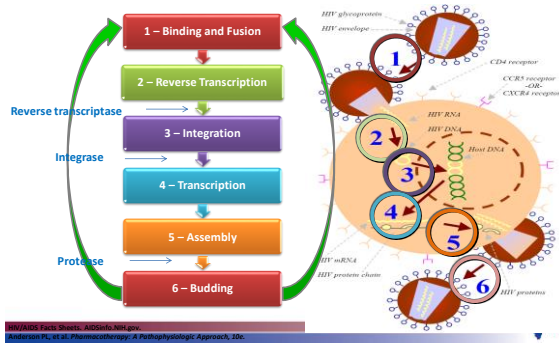 1 – Binding and Fusion
2 – Reverse Transcription
Reverse transcriptase
3 – Integration
Integrase
4 – Transcription
5 – Assembly
Protease
6 – Budding
HIV glycoprotein
HIV envelope
1
CD4 receptor
CCR5 receptor
–OR–
CXCR4 receptor
HIV RNA
2
HIV DNA
Host DNA
3
4
5
HIV mRNA
HIV protein chain
6
HIV proteins
HIV/AIDS Facts Sheets. AIDSinfo.NIH.gov.
Anderson PL, et al. Pharmacotherapy: A Pathophysiologic Approach, 10e.